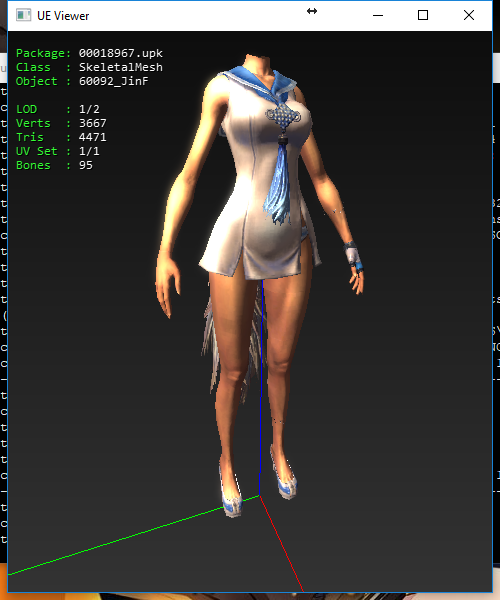 UE Viewer
Package: 00018967.upk
Class : SkeletalMesh
Object : 60092_JinF
LOD : 1/2
Verts : 3667
Tris : 4471
UV Set : 1/1
Bones : 95